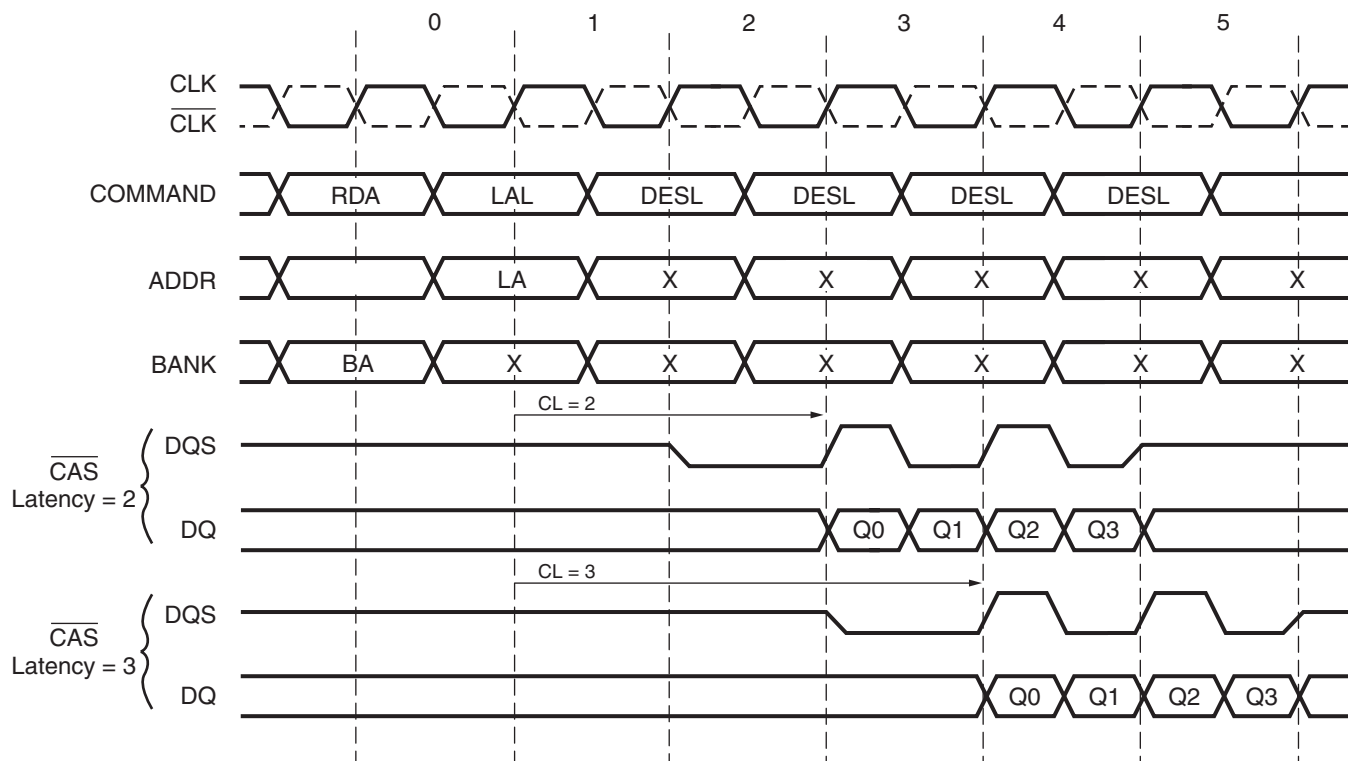 0 1 2 3 4 5
CLK
CLK
COMMAND RDA LAL DESL DESL DESL DESL
ADDR LA X X X X X
BANK BA X X X X X X
CL = 2
DQS
CAS
Latency = 2
DQ Q0 Q1 Q2 Q3
CL = 3
DQS
CAS
Latency = 3
DQ Q0 Q1 Q2 Q3